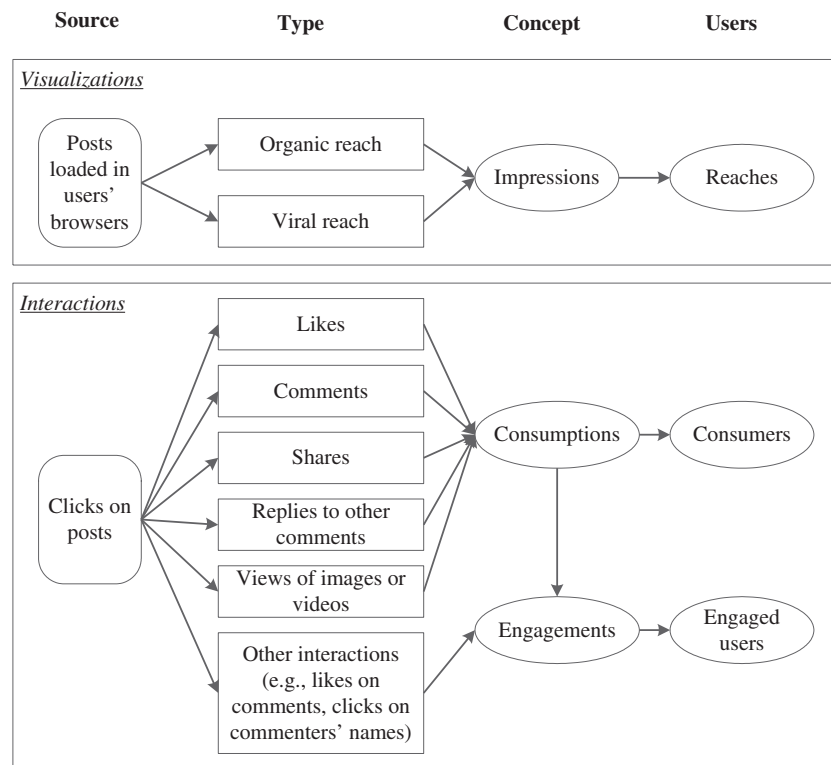 Source Type Concept Users
Visualizations
Posts
loaded in
users’
browsers
Organic reach
Viral reach
Impressions
Reaches
Interactions
Clicks on
posts
Likes
Comments
Shares
Replies to other
comments
Views of images or
videos
Other interactions
(e.g., likes on
comments, clicks on
commenters’ names)
Consumptions
Consumers
Engagements
Engaged
users